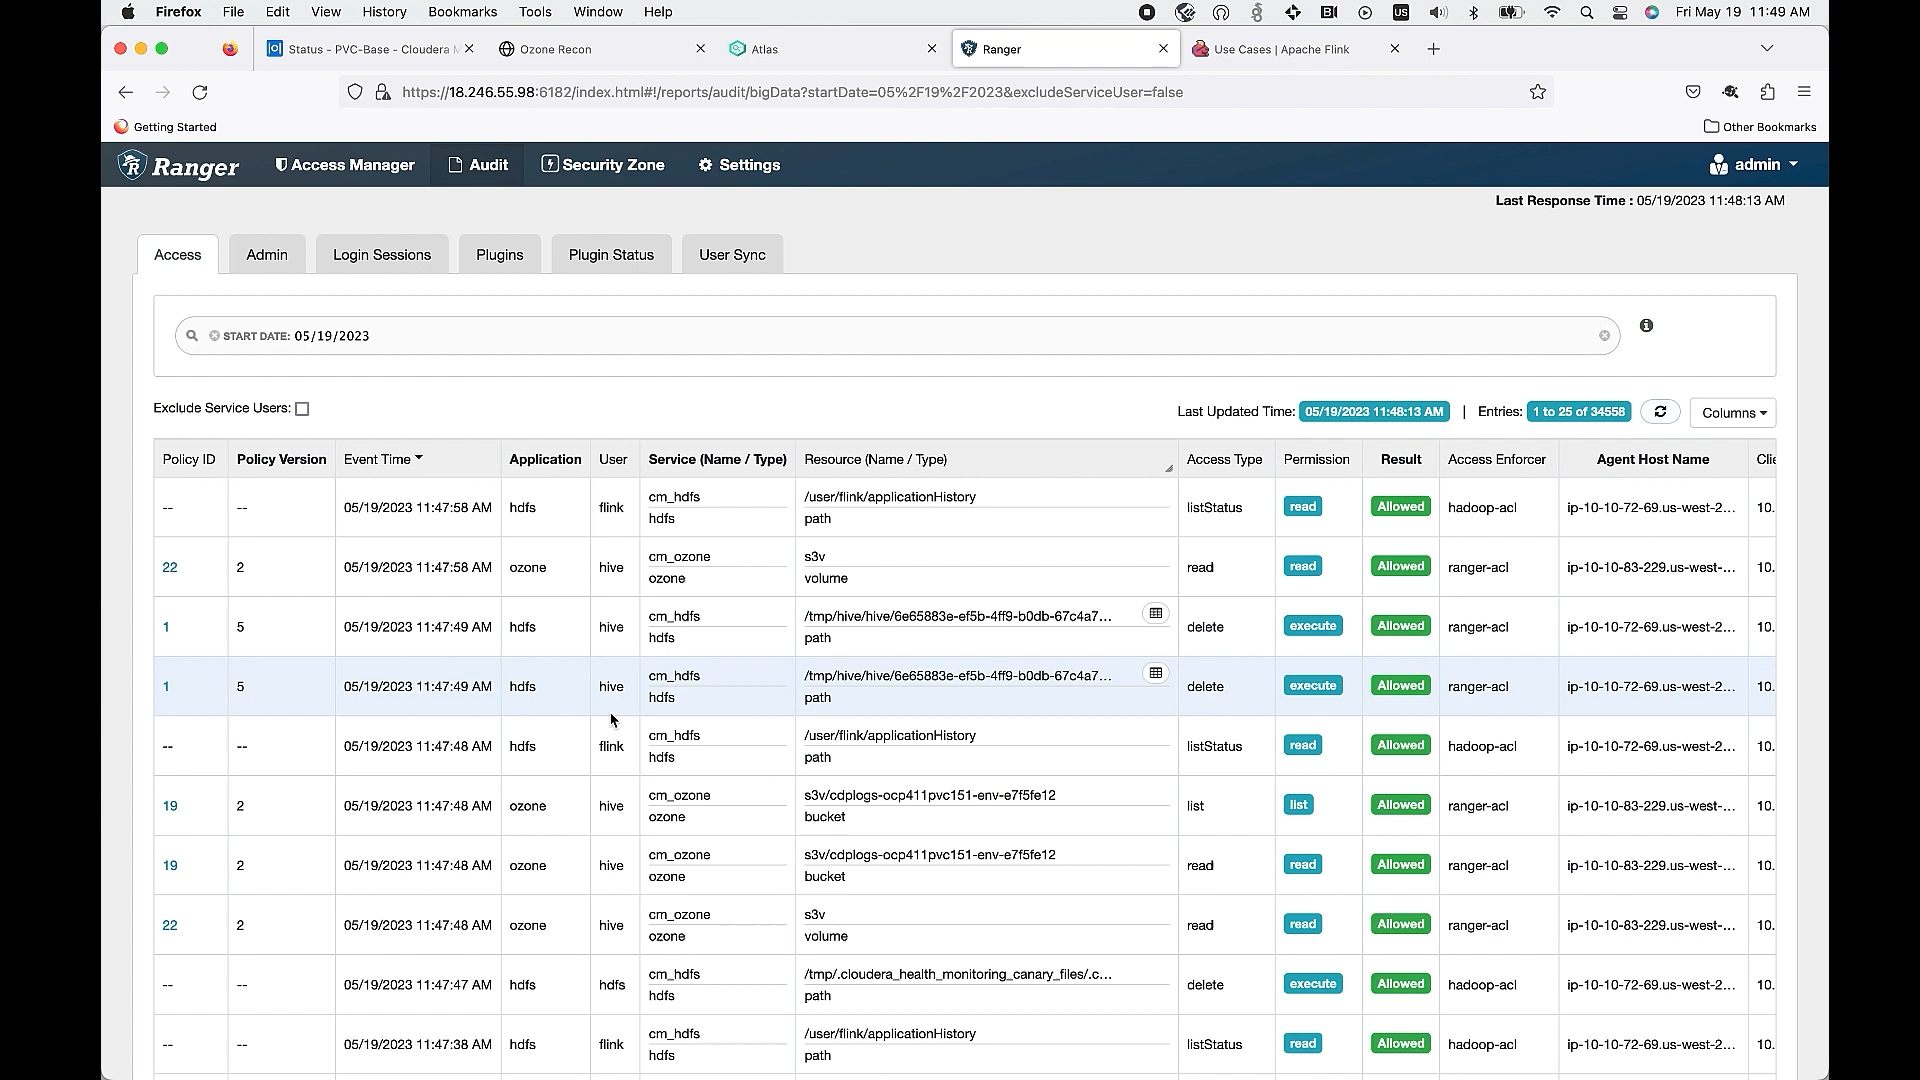 Firefox File Edit View History Bookmarks Tools Window Help US Fri May 19 11:49 AM
Status - PVC-Base - Cloudera M Ozone Recon Atlas Ranger Use Cases | Apache Flink
https://18.246.55.98:6182/index.html#!/reports/audit/bigData?startDate=05%2F19%2F2023&excludeServiceUser=false
Getting Started Other Bookmarks
Ranger Access Manager Audit Security Zone Settings admin
Last Response Time : 05/19/2023 11:48:13 AM
Access Admin Login Sessions Plugins Plugin Status User Sync
START DATE: 05/19/2023
Exclude Service Users: Last Updated Time: 05/19/2023 11:48:13 AM | Entries: 1 to 25 of 34558 Columns
Policy ID Policy Version Event Time Application User Service (Name / Type) Resource (Name / Type) Access Type Permission Result Access Enforcer Agent Host Name Clie
cm_hdfs /user/flink/applicationHistory
-- -- 05/19/2023 11:47:58 AM hdfs flink listStatus read Allowed hadoop-acl ip-10-10-72-69.us-west-2... 10.
hdfs path
cm_ozone s3v
22 2 05/19/2023 11:47:58 AM ozone hive read read Allowed ranger-acl ip-10-10-83-229.us-west-... 10.
ozone volume
cm_hdfs /tmp/hive/hive/6e65883e-ef5b-4ff9-b0db-67c4a7...
1 5 05/19/2023 11:47:49 AM hdfs hive delete execute Allowed ranger-acl ip-10-10-72-69.us-west-2... 10.
hdfs path
cm_hdfs /tmp/hive/hive/6e65883e-ef5b-4ff9-b0db-67c4a7...
1 5 05/19/2023 11:47:49 AM hdfs hive delete execute Allowed ranger-acl ip-10-10-72-69.us-west-2... 10.
hdfs path
cm_hdfs /user/flink/applicationHistory
-- -- 05/19/2023 11:47:48 AM hdfs flink listStatus read Allowed hadoop-acl ip-10-10-72-69.us-west-2... 10.
hdfs path
cm_ozone s3v/cdplogs-ocp411pvc151-env-e7f5fe12
19 2 05/19/2023 11:47:48 AM ozone hive list list Allowed ranger-acl ip-10-10-83-229.us-west-... 10.
ozone bucket
cm_ozone s3v/cdplogs-ocp411pvc151-env-e7f5fe12
19 2 05/19/2023 11:47:48 AM ozone hive read read Allowed ranger-acl ip-10-10-83-229.us-west-... 10.
ozone bucket
cm_ozone s3v
22 2 05/19/2023 11:47:48 AM ozone hive read read Allowed ranger-acl ip-10-10-83-229.us-west-... 10.
ozone volume
cm_hdfs /tmp/.cloudera_health_monitoring_canary_files/.c...
-- -- 05/19/2023 11:47:47 AM hdfs hdfs delete execute Allowed hadoop-acl ip-10-10-72-69.us-west-2... 10.
hdfs path
cm_hdfs /user/flink/applicationHistory
-- -- 05/19/2023 11:47:38 AM hdfs flink listStatus read Allowed hadoop-acl ip-10-10-72-69.us-west-2... 10.
hdfs path